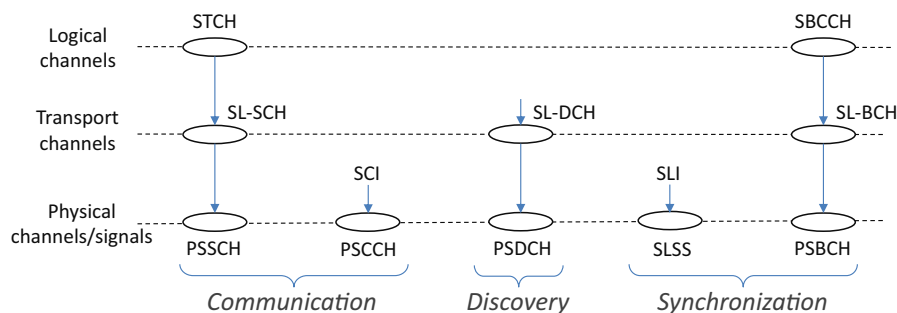 STCH
SBCCH
Logical
channels
SL-SCH
SL-DCH
SL-BCH
Transport
channels
SCI
SLI
Physical
channels/signals
PSSCH
PSCCH
PSDCH
SLSS
PSBCH
Communication
Discovery
Synchronization